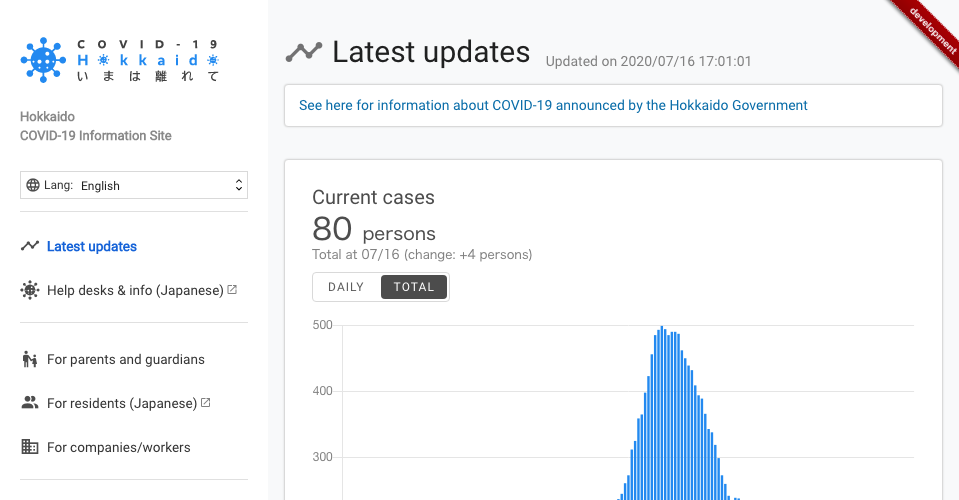 COVID-19
Hokkaido
いまは離れて
Hokkaido
COVID-19 Information Site
Lang: English
Latest updates
Help desks & info (Japanese)
For parents and guardians
For residents (Japanese)
For companies/workers
development
Latest updates Updated on 2020/07/16 17:01:01
See here for information about COVID-19 announced by the Hokkaido Government
Current cases
80 persons
Total at 07/16 (change: +4 persons)
DAILY TOTAL
500
400
300